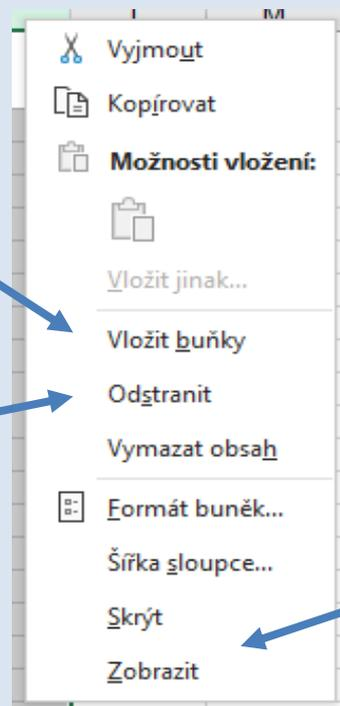 Vyjmout
Kopírovat
Možnosti vložení:
Vložit jinak...
Vložit buňky
Odstranit
Vymazat obsah
Formát buněk...
Šířka sloupce...
Skrýt
Zobrazit